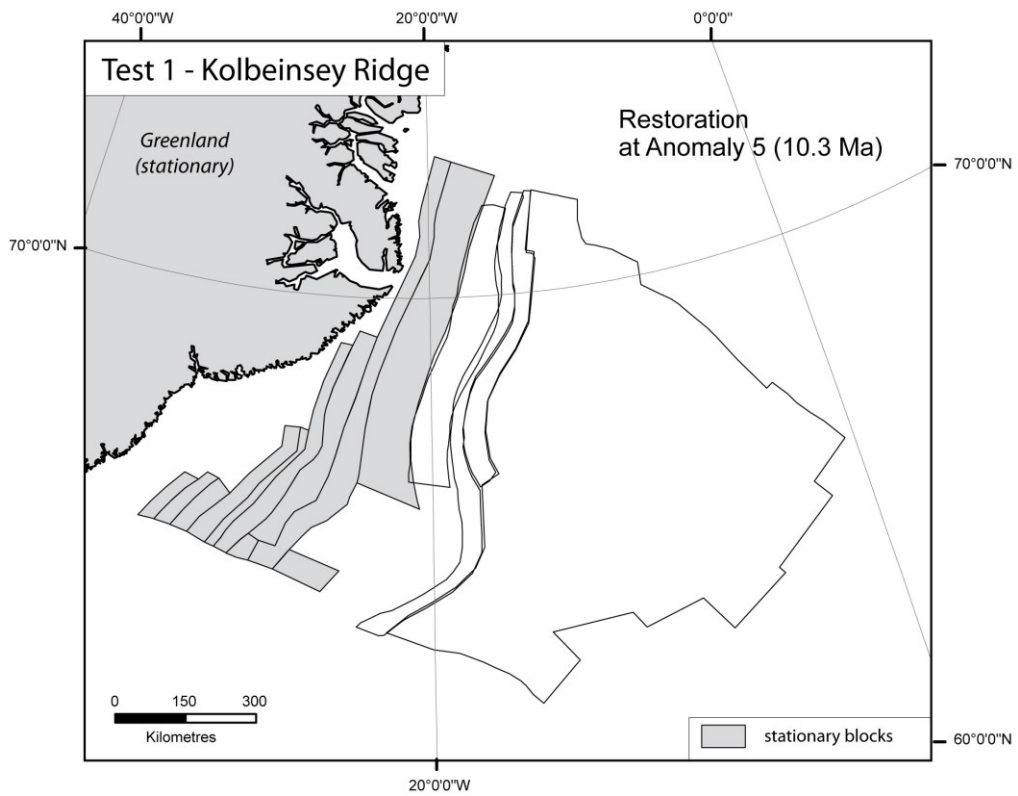 40°0'0"W
20°0'0"W
0°0'0"
Test 1 - Kolbeinsey Ridge
Greenland
(stationary)
Restoration
at Anomaly 5 (10.3 Ma)
70°0'0"N
70°0'0"N
0 150 300
Kilometres
stationary blocks
60°0'0"N
20°0'0"W